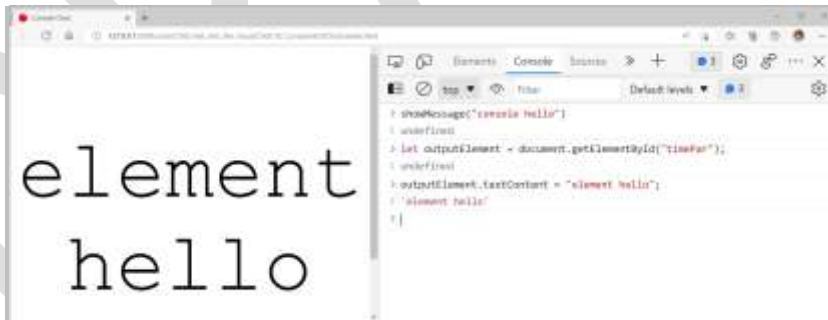 Elements Console Sources
top Filter Default levels
showMessage("console hello")
undefined
let outputElement = document.getElementById("timePar");
undefined
outputElement.textContent = "element hello";
'element hello'
element
hello